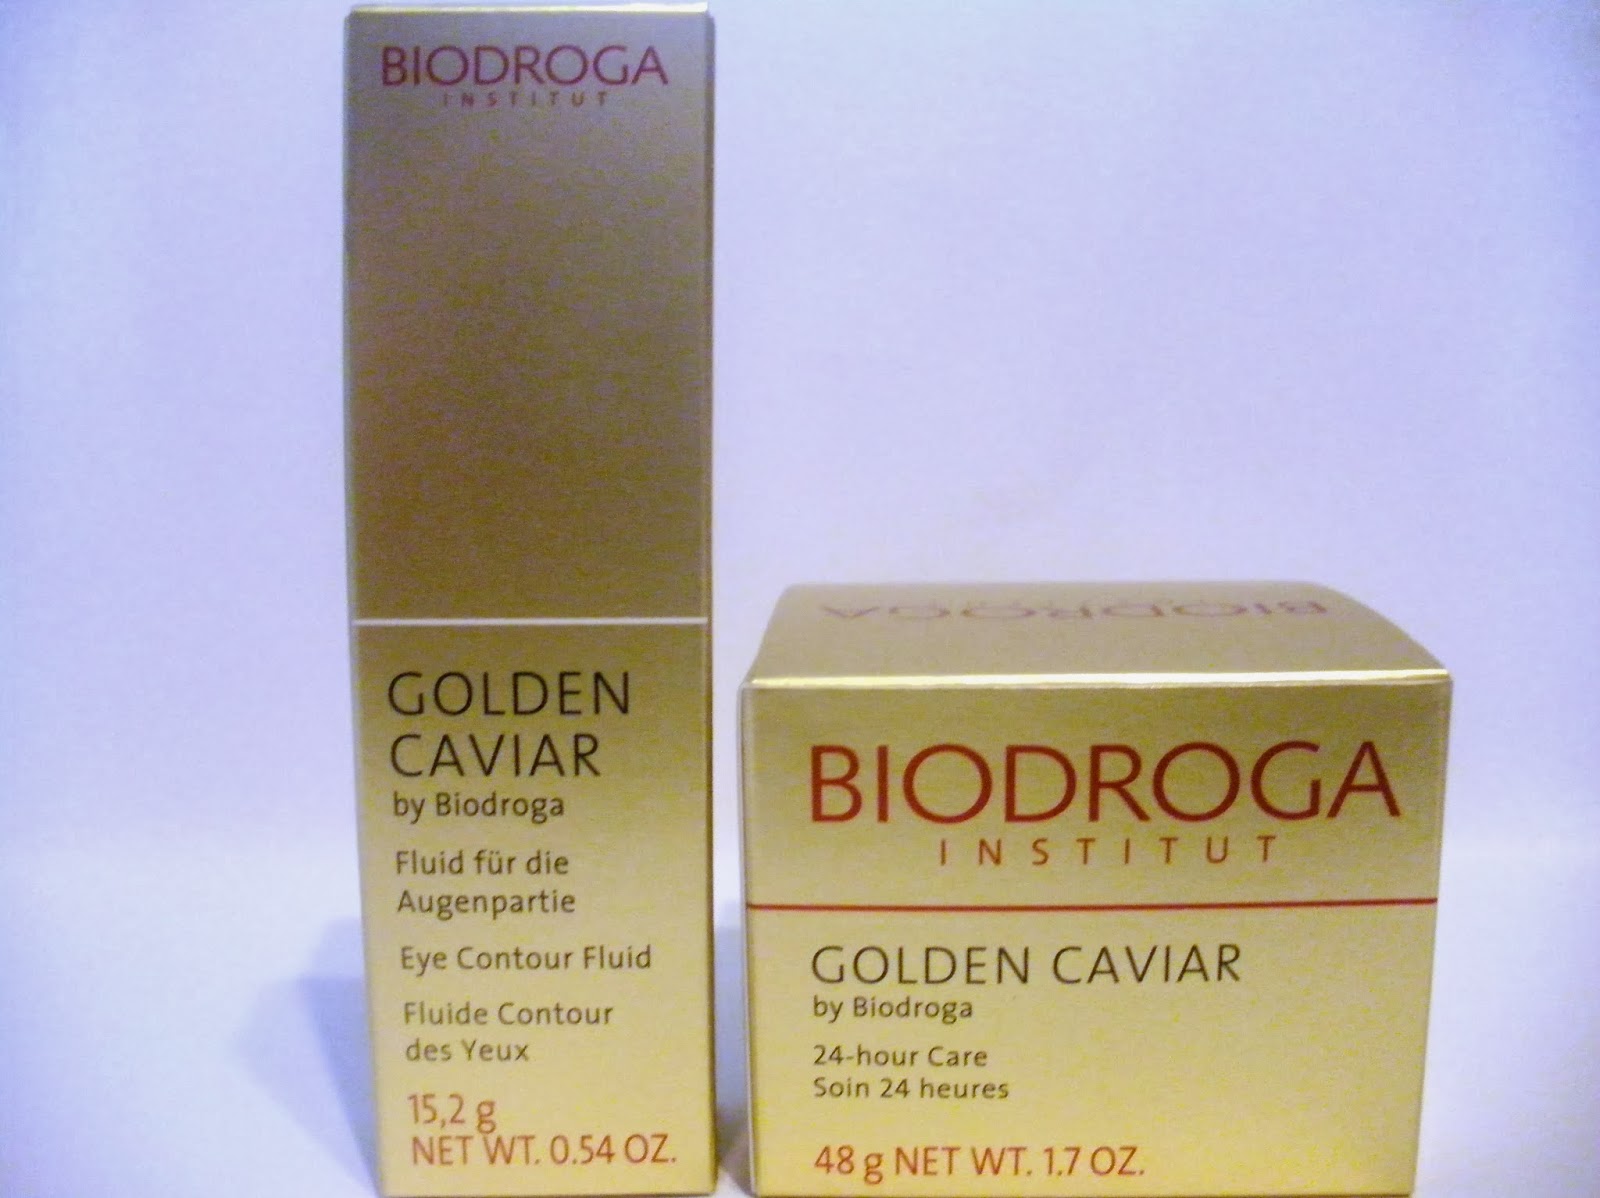 BIODROGA
INSTITUT
GOLDEN
CAVIAR
by Biodroga
Fluid für die
Augenpartie
Eye Contour Fluid
Fluide Contour
des Yeux
15,2 g
NET WT. 0.54 OZ.
BIODROGA
BIODROGA
INSTITUT
GOLDEN CAVIAR
by Biodroga
24-hour Care
Soin 24 heures
48 g NET WT. 1.7 OZ.